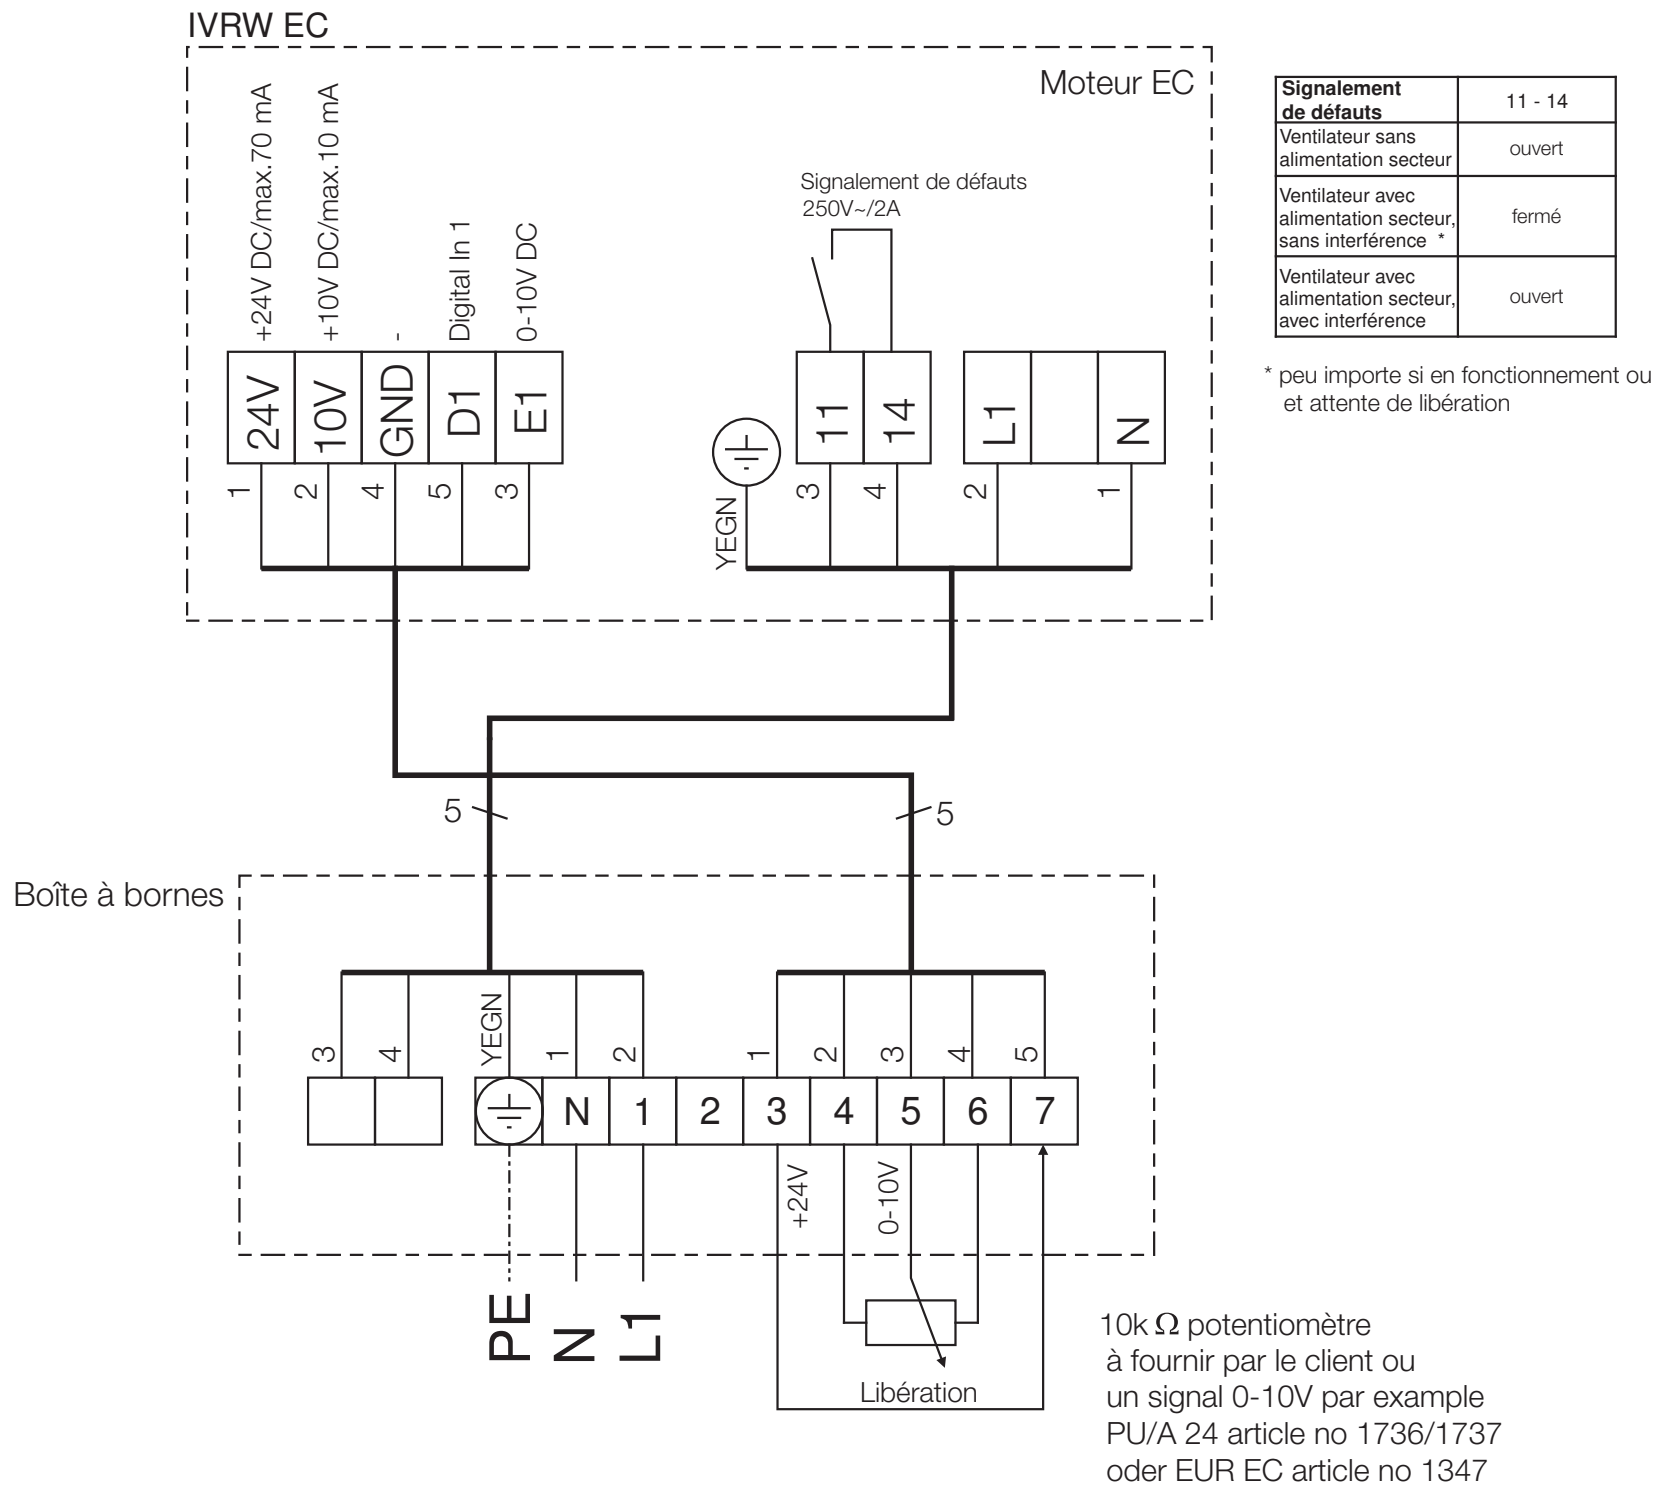 IVRW EC
Moteur EC
+24V DC/max.70 mA
+10V DC/max.10 mA
-
Digital In 1
0-10V DC
Signalement de défauts
250V~/2A
24V
10V
GND
D1
E1
11
14
L1
N
1
2
4
5
3
YEGN
3
4
2
1
Signalement
de défauts
11 - 14
Ventilateur sans
alimentation secteur
ouvert
Ventilateur avec
alimentation secteur,
sans interférence *
fermé
Ventilateur avec
alimentation secteur,
avec interférence
ouvert
* peu importe si en fonctionnement ou
et attente de libération
5
5
Boîte à bornes
3
4
YEGN
1
2
1
2
3
4
5
N
1
2
3
4
5
6
7
+24V
0-10V
PE
N
L1
Libération
10k Ω potentiomètre
à fournir par le client ou
un signal 0-10V par example
PU/A 24 article no 1736/1737
oder EUR EC article no 1347